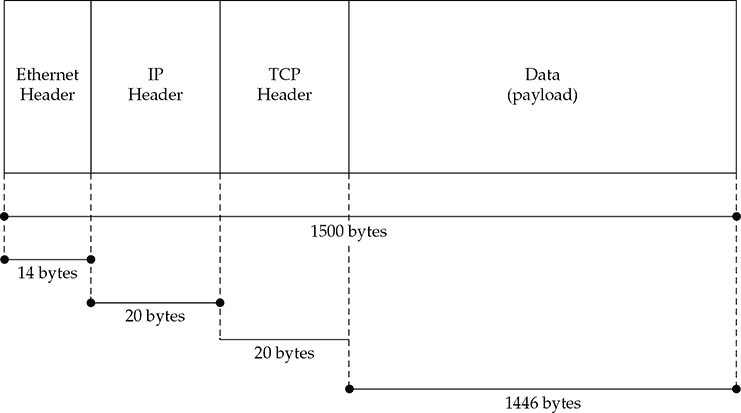 Ethernet
Header
IP
Header
TCP
Header
Data
(payload)
1500 bytes
14 bytes
20 bytes
20 bytes
1446 bytes